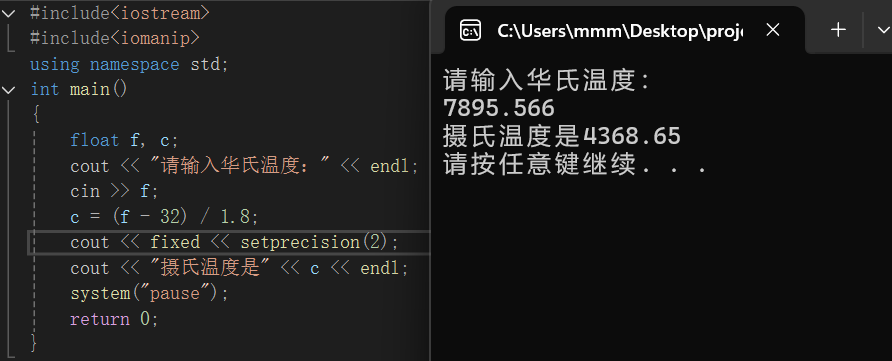 #include<iostream>
#include<iomanip>
using namespace std;
int main()
{
float f, c;
cout << "请输入华氏温度：" << endl;
cin >> f;
c = (f - 32) / 1.8;
cout << fixed << setprecision(2);
cout << "摄氏温度是" << c << endl;
system("pause");
return 0;
}
C:\Users\mmm\Desktop\proj
请输入华氏温度：
7895.566
摄氏温度是4368.65
请按任意键继续. . .